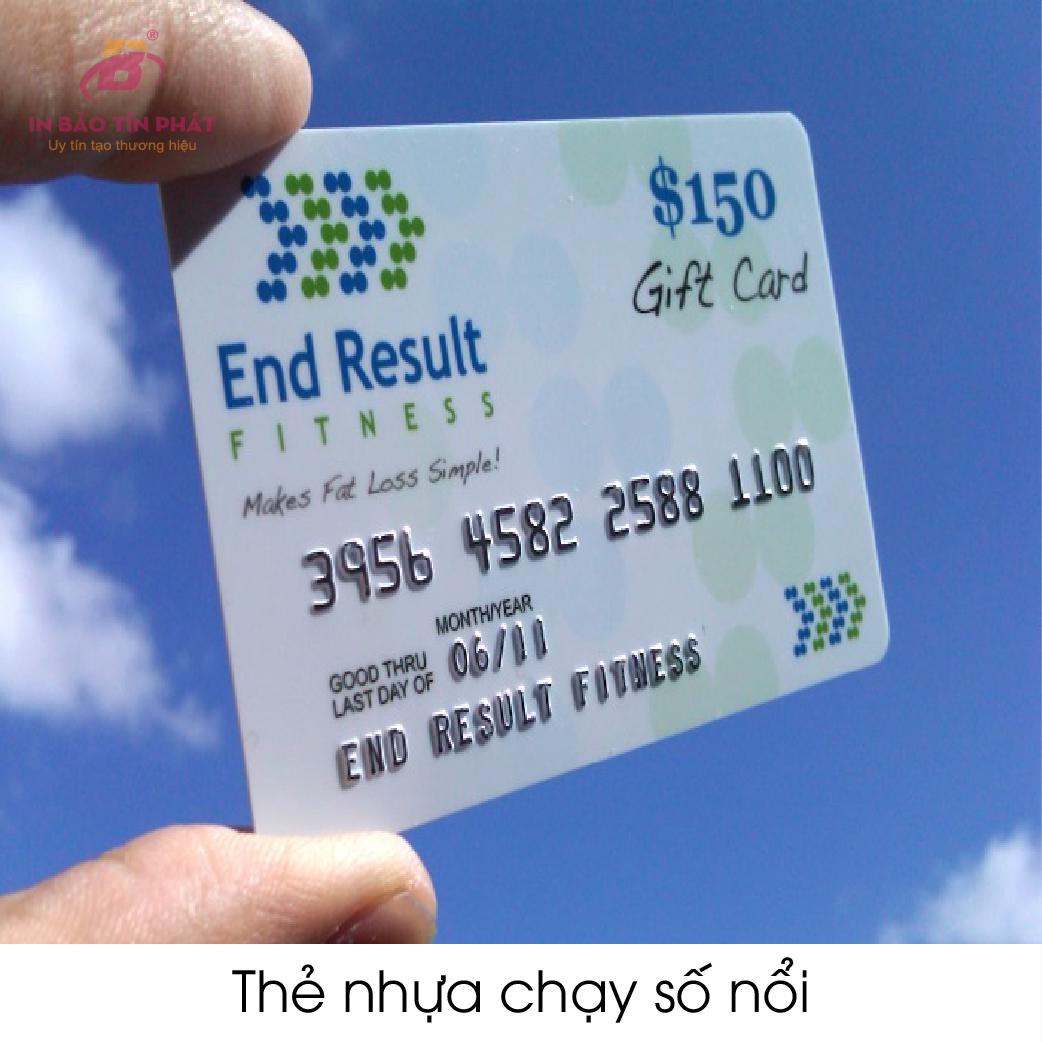 IN BẢO TÍN PHÁT
Uy tín tạo thương hiệu
$150
Gift Card
End Result
FITNESS
Makes Fat Loss Simple!
3956 4582 2588 1100
MONTH/YEAR
GOOD THRU
LAST DAY OF
06/11
END RESULT FITNESS
Thẻ nhựa chạy số nổi